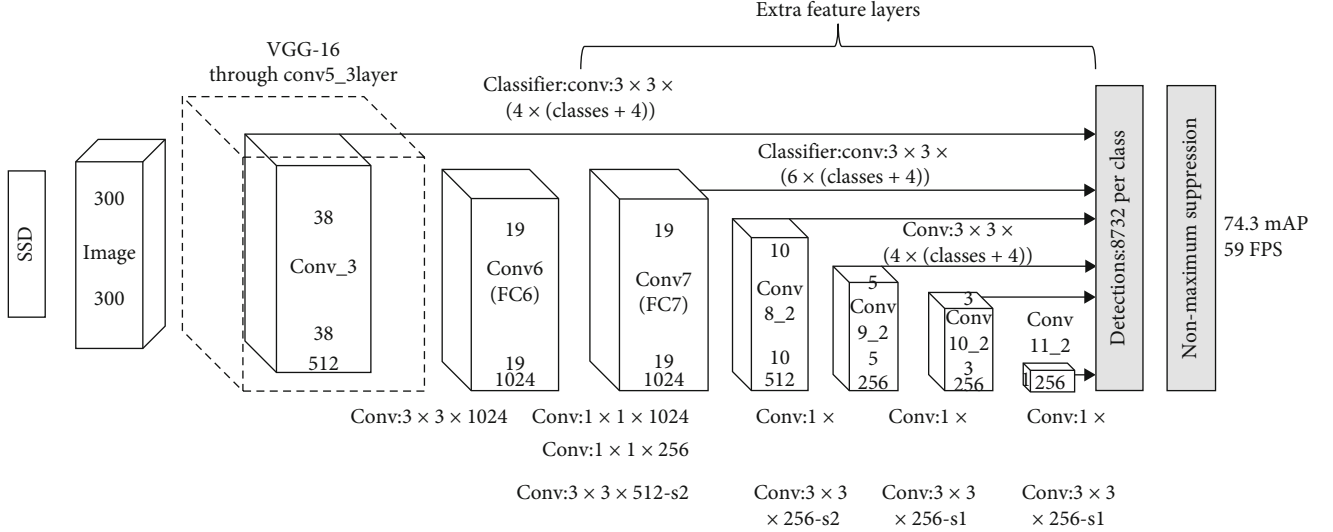 Extra feature layers
VGG-16
through conv5_3layer
Classifier:conv:3 × 3 ×
(4 × (classes + 4))
Classifier:conv:3 × 3 ×
(6 × (classes + 4))
Conv:3 × 3 ×
(4 × (classes + 4))
SSD
300
Image
300
38
Conv_3
38
512
19
Conv6
(FC6)
19
1024
19
Conv7
(FC7)
19
1024
10
Conv
8_2
10
512
5
Conv
9_2
5
256
3
Conv
10_2
3
256
Conv
11_2
1
256
Detections:8732 per class
Non-maximum suppression
74.3 mAP
59 FPS
Conv:3 × 3 × 1024
Conv:1 × 1 × 1024
Conv:1 ×
Conv:1 ×
Conv:1 ×
Conv:1 × 1 × 256
Conv:3 × 3 × 512-s2
Conv:3 × 3
× 256-s2
Conv:3 × 3
× 256-s1
Conv:3 × 3
× 256-s1